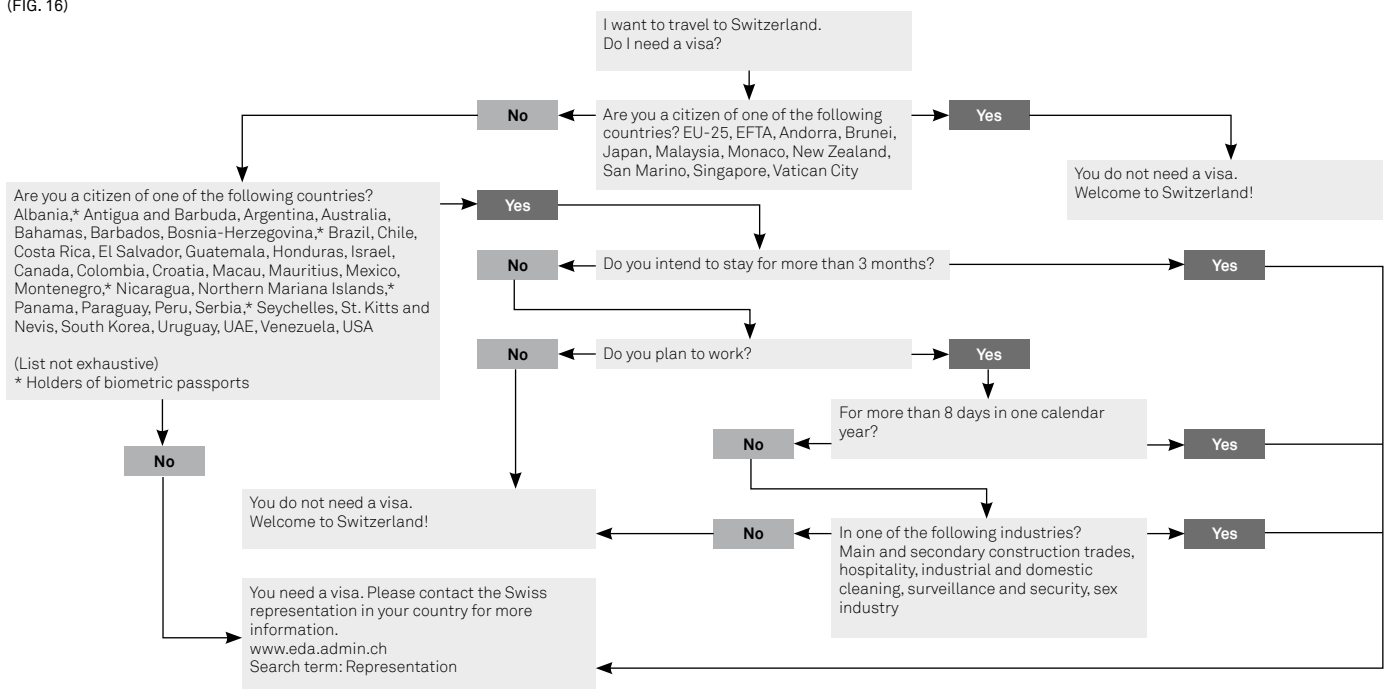 (FIG. 16)
I want to travel to Switzerland.
Do I need a visa?
No
Are you a citizen of one of the following
countries? EU-25, EFTA, Andorra, Brunei,
Japan, Malaysia, Monaco, New Zealand,
San Marino, Singapore, Vatican City
Yes
You do not need a visa.
Welcome to Switzerland!
Are you a citizen of one of the following countries?
Albania,* Antigua and Barbuda, Argentina, Australia,
Bahamas, Barbados, Bosnia-Herzegovina,* Brazil, Chile,
Costa Rica, El Salvador, Guatemala, Honduras, Israel,
Canada, Colombia, Croatia, Macau, Mauritius, Mexico,
Montenegro,* Nicaragua, Northern Mariana Islands,*
Panama, Paraguay, Peru, Serbia,* Seychelles, St. Kitts and
Nevis, South Korea, Uruguay, UAE, Venezuela, USA
(List not exhaustive)
* Holders of biometric passports
Yes
No
Do you intend to stay for more than 3 months?
Yes
No
Do you plan to work?
Yes
For more than 8 days in one calendar
year?
No
Yes
No
You do not need a visa.
Welcome to Switzerland!
No
In one of the following industries?
Main and secondary construction trades,
hospitality, industrial and domestic
cleaning, surveillance and security, sex
industry
Yes
You need a visa. Please contact the Swiss
representation in your country for more
information.
www.eda.admin.ch
Search term: Representation